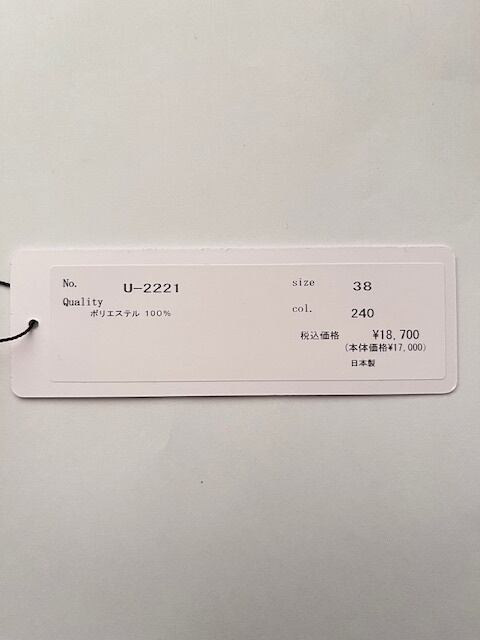 No. U-2221
Quality
ポリエステル 100%
size 38
col. 240
税込価格 ¥18,700
(本体価格¥17,000)
日本製